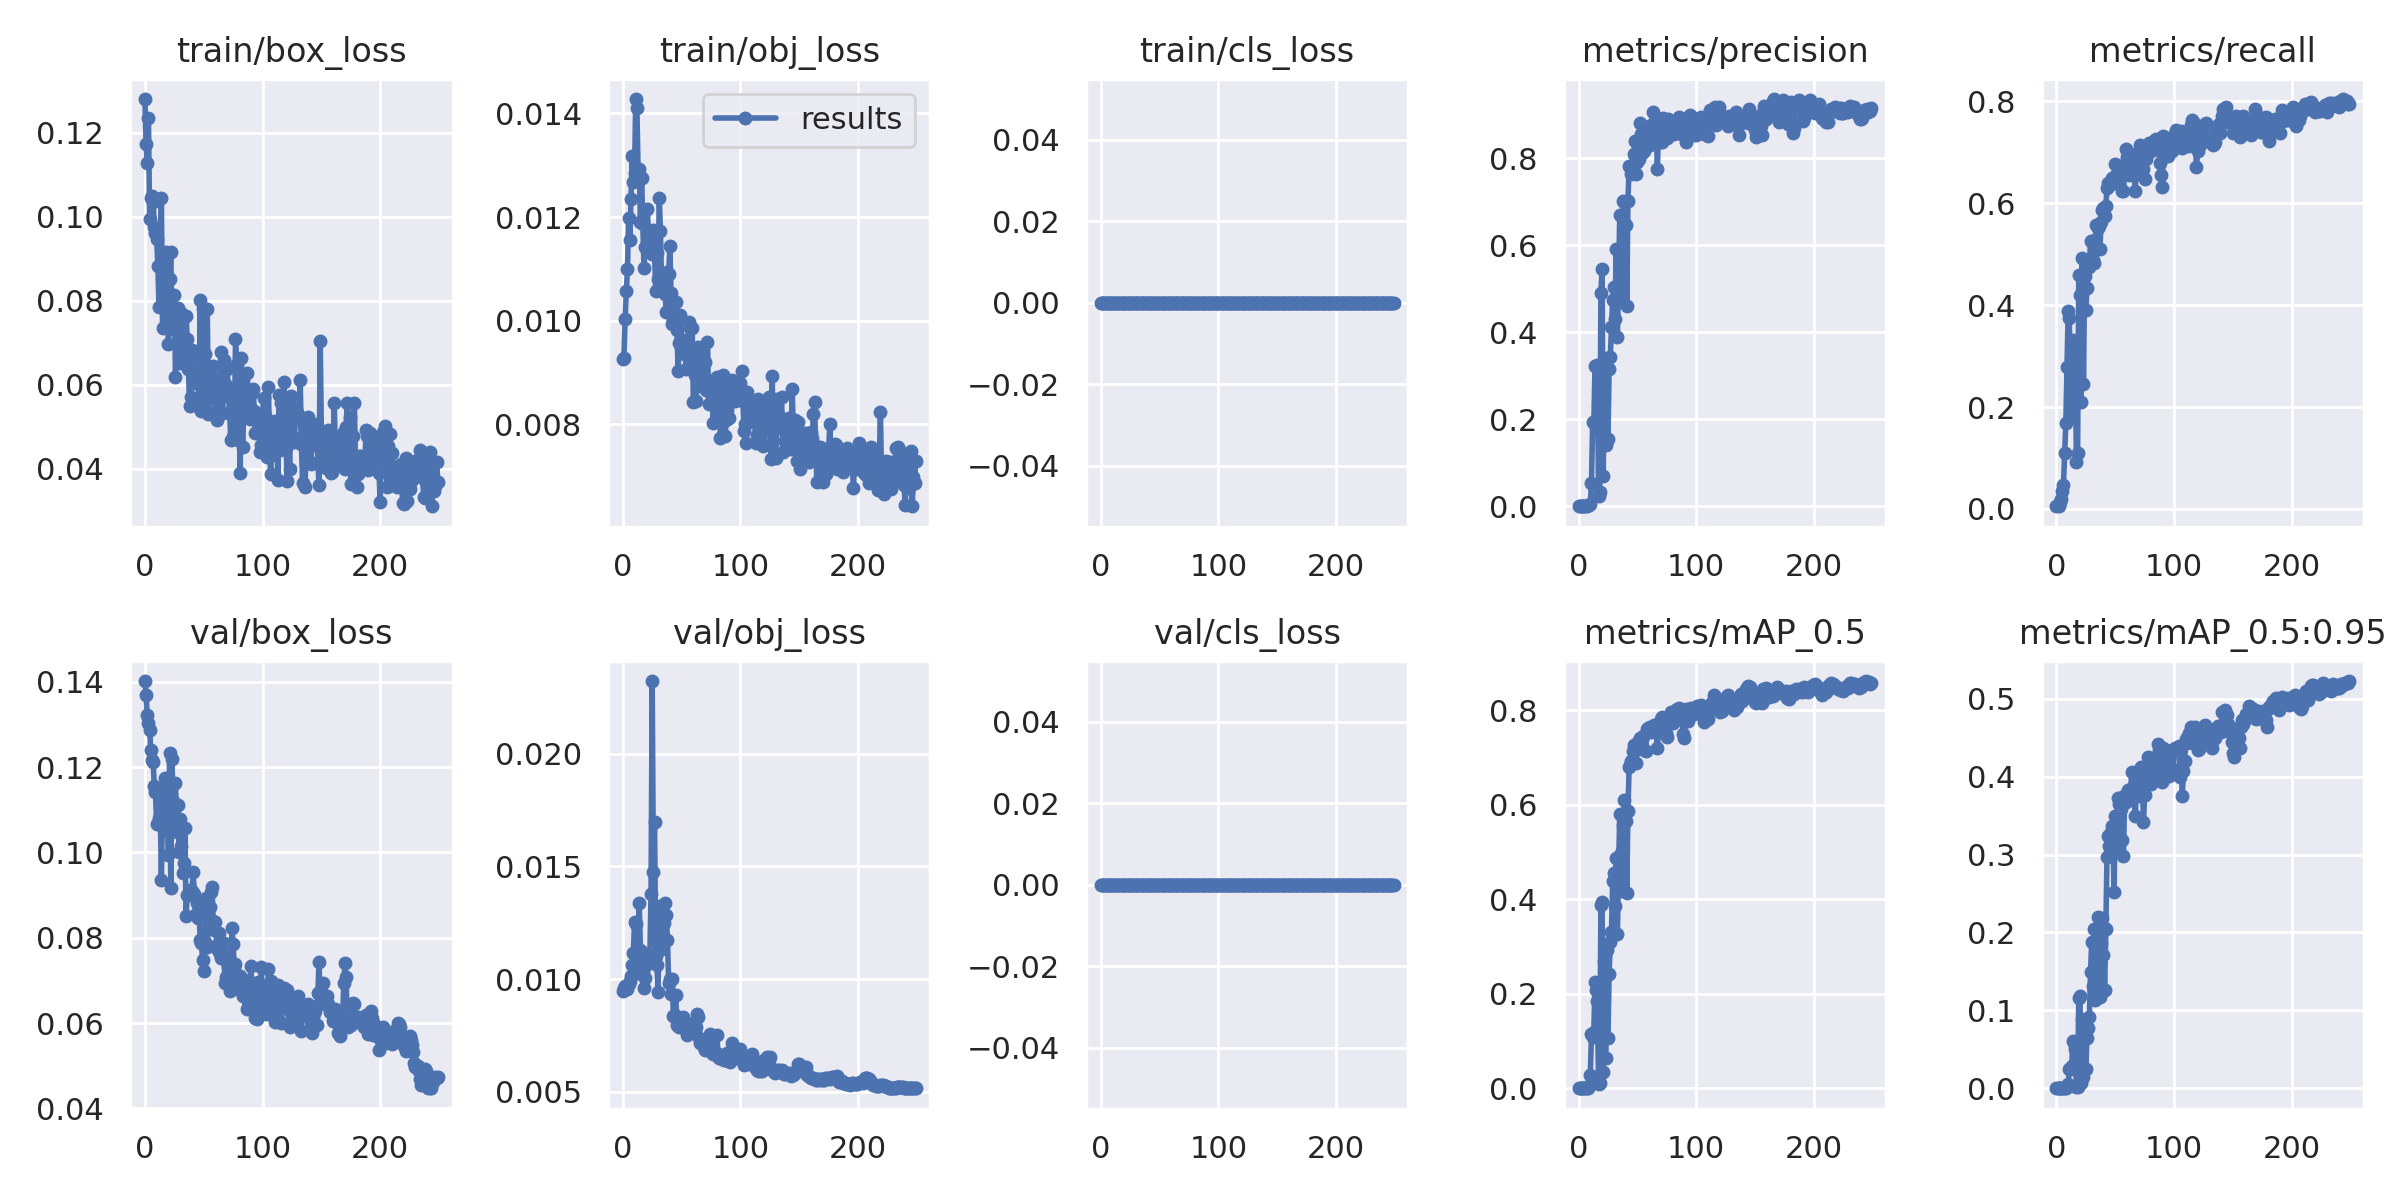 train/box_loss
0.12
0.10
0.08
0.06
0.04
0 100 200
train/obj_loss
results
0.014
0.012
0.010
0.008
0 100 200
train/cls_loss
0.04
0.02
0.00
−0.02
−0.04
0 100 200
metrics/precision
0.8
0.6
0.4
0.2
0.0
0 100 200
metrics/recall
0.8
0.6
0.4
0.2
0.0
0 100 200
val/box_loss
0.14
0.12
0.10
0.08
0.06
0.04
0 100 200
val/obj_loss
0.020
0.015
0.010
0.005
0 100 200
val/cls_loss
0.04
0.02
0.00
−0.02
−0.04
0 100 200
metrics/mAP_0.5
0.8
0.6
0.4
0.2
0.0
0 100 200
metrics/mAP_0.5:0.95
0.5
0.4
0.3
0.2
0.1
0.0
0 100 200